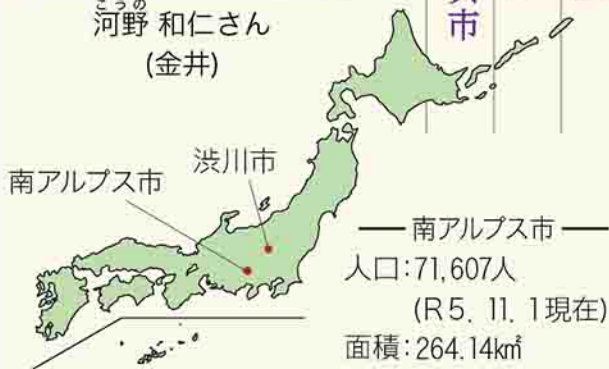 こうの
河野 和仁さん
(金井)
市
渋川市
南アルプス市
南アルプス市
人口:71,607人
(R5. 11. 1現在)
面積:264.14㎢